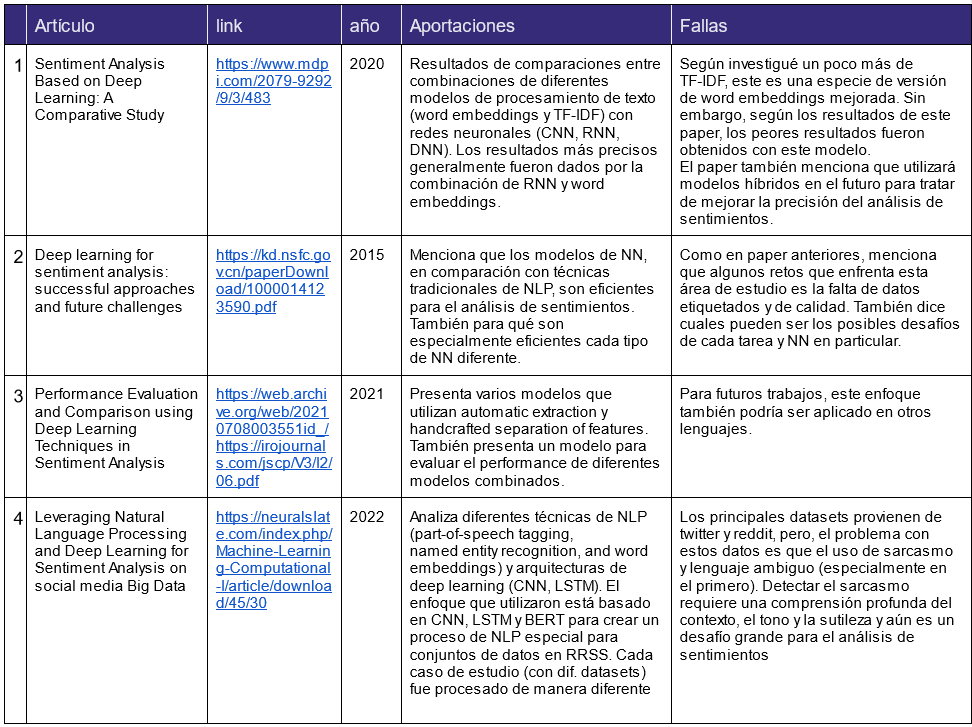 Artículo
link
año
Aportaciones
Fallas
1
Sentiment Analysis
Based on Deep
Learning: A
Comparative Study
https://www.mdp
i.com/2079-9292
/9/3/483
2020
Resultados de comparaciones entre
combinaciones de diferentes
modelos de procesamiento de texto
(word embeddings y TF-IDF) con
redes neuronales (CNN, RNN,
DNN). Los resultados más precisos
generalmente fueron dados por la
combinación de RNN y word
embeddings.
Según investigué un poco más de
TF-IDF, este es una especie de versión
de word embeddings mejorada. Sin
embargo, según los resultados de este
paper, los peores resultados fueron
obtenidos con este modelo.
El paper también menciona que utilizará
modelos híbridos en el futuro para tratar
de mejorar la precisión del análisis de
sentimientos.
2
Deep learning for
sentiment analysis:
successful approaches
and future challenges
https://kd.nsfc.go
v.cn/paperDownl
oad/100001412
3590.pdf
2015
Menciona que los modelos de NN,
en comparación con técnicas
tradicionales de NLP, son eficientes
para el análisis de sentimientos.
También para qué son
especialmente eficientes cada tipo
de NN diferente.
Como en paper anteriores, menciona
que algunos retos que enfrenta esta
área de estudio es la falta de datos
etiquetados y de calidad. También dice
cuales pueden ser los posibles desafíos
de cada tarea y NN en particular.
3
Performance Evaluation
and Comparison using
Deep Learning
Techniques in
Sentiment Analysis
https://web.archi
ve.org/web/20210
0708003551id_/
https://irojournal
s.com/jscp/V3/I2/
06.pdf
2021
Presenta varios modelos que
utilizan automatic extraction y
handcrafted separation of features.
También presenta un modelo para
evaluar el performance de diferentes
modelos combinados.
Para futuros trabajos, este enfoque
también podría ser aplicado en otros
lenguajes.
4
Leveraging Natural
Language Processing
and Deep Learning for
Sentiment Analysis on
social media Big Data
https://neuralslat
e.com/index.php/
Machine-Learnin
g-Computational
-I/article/downloa
d/45/30
2022
Analiza diferentes técnicas de NLP
(part-of-speech tagging,
named entity recognition, and word
embeddings) y arquitecturas de
deep learning (CNN, LSTM). El
enfoque que utilizaron está basado
en CNN, LSTM y BERT para crear un
proceso de NLP especial para
conjuntos de datos en RRSS. Cada
caso de estudio (con dif. datasets)
fue procesado de manera diferente
Los principales datasets provienen de
twitter y reddit, pero, el problema con
estos datos es que el uso de sarcasmo
y lenguaje ambiguo (especialmente en
el primero). Detectar el sarcasmo
requiere una comprensión profunda del
contexto, el tono y la sutileza y aún es un
desafío grande para el análisis de
sentimientos